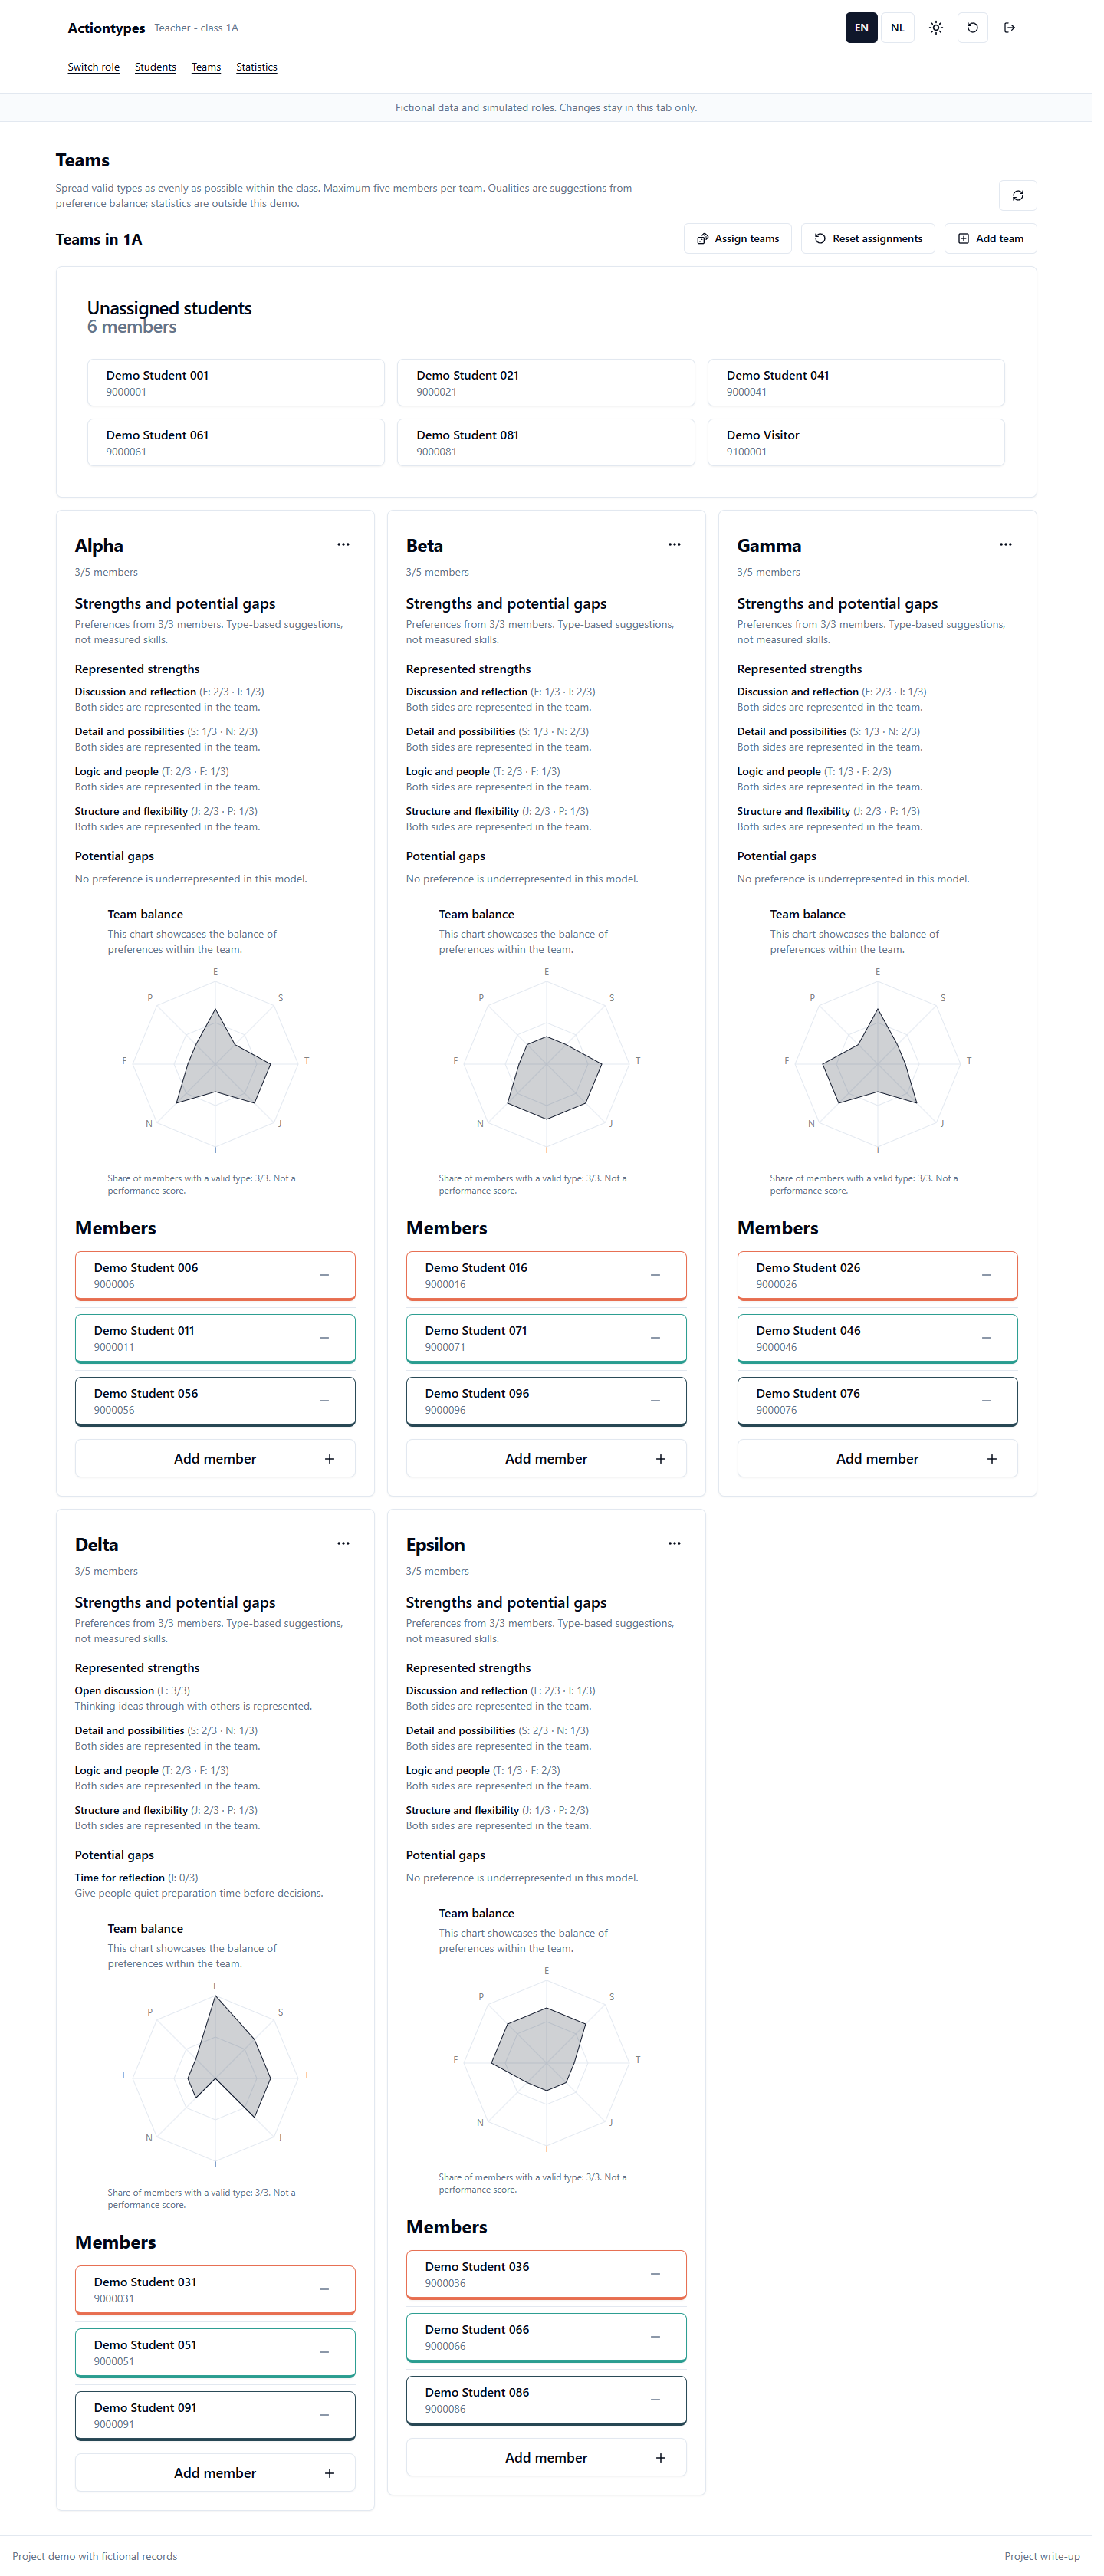 Actiontypes Teacher - class 1A
EN NL
Switch role Students Teams Statistics
Fictional data and simulated roles. Changes stay in this tab only.
Teams
Spread valid types as evenly as possible within the class. Maximum five members per team. Qualities are suggestions from
preference balance; statistics are outside this demo.
Teams in 1A
Assign teams Reset assignments Add team
Unassigned students
6 members
Demo Student 001
9000001
Demo Student 021
9000021
Demo Student 041
9000041
Demo Student 061
9000061
Demo Student 081
9000081
Demo Visitor
9100001
Alpha
3/5 members
Strengths and potential gaps
Preferences from 3/3 members. Type-based suggestions,
not measured skills.
Represented strengths
Discussion and reflection (E: 2/3 · I: 1/3)
Both sides are represented in the team.
Detail and possibilities (S: 1/3 · N: 2/3)
Both sides are represented in the team.
Logic and people (T: 2/3 · F: 1/3)
Both sides are represented in the team.
Structure and flexibility (J: 2/3 · P: 1/3)
Both sides are represented in the team.
Potential gaps
No preference is underrepresented in this model.
Team balance
This chart showcases the balance of
preferences within the team.
E
P S
F T
N J
I
Share of members with a valid type: 3/3. Not a
performance score.
Members
Demo Student 006
9000006
Demo Student 011
9000011
Demo Student 056
9000056
Add member
Beta
3/5 members
Strengths and potential gaps
Preferences from 3/3 members. Type-based suggestions,
not measured skills.
Represented strengths
Discussion and reflection (E: 1/3 · I: 2/3)
Both sides are represented in the team.
Detail and possibilities (S: 1/3 · N: 2/3)
Both sides are represented in the team.
Logic and people (T: 2/3 · F: 1/3)
Both sides are represented in the team.
Structure and flexibility (J: 2/3 · P: 1/3)
Both sides are represented in the team.
Potential gaps
No preference is underrepresented in this model.
Team balance
This chart showcases the balance of
preferences within the team.
E
P S
F T
N J
I
Share of members with a valid type: 3/3. Not a
performance score.
Members
Demo Student 016
9000016
Demo Student 071
9000071
Demo Student 096
9000096
Add member
Gamma
3/5 members
Strengths and potential gaps
Preferences from 3/3 members. Type-based suggestions,
not measured skills.
Represented strengths
Discussion and reflection (E: 2/3 · I: 1/3)
Both sides are represented in the team.
Detail and possibilities (S: 1/3 · N: 2/3)
Both sides are represented in the team.
Logic and people (T: 1/3 · F: 2/3)
Both sides are represented in the team.
Structure and flexibility (J: 2/3 · P: 1/3)
Both sides are represented in the team.
Potential gaps
No preference is underrepresented in this model.
Team balance
This chart showcases the balance of
preferences within the team.
E
P S
F T
N J
I
Share of members with a valid type: 3/3. Not a
performance score.
Members
Demo Student 026
9000026
Demo Student 046
9000046
Demo Student 076
9000076
Add member
Delta
3/5 members
Strengths and potential gaps
Preferences from 3/3 members. Type-based suggestions,
not measured skills.
Represented strengths
Open discussion (E: 3/3)
Thinking ideas through with others is represented.
Detail and possibilities (S: 2/3 · N: 1/3)
Both sides are represented in the team.
Logic and people (T: 2/3 · F: 1/3)
Both sides are represented in the team.
Structure and flexibility (J: 2/3 · P: 1/3)
Both sides are represented in the team.
Potential gaps
Time for reflection (I: 0/3)
Give people quiet preparation time before decisions.
Team balance
This chart showcases the balance of
preferences within the team.
E
P S
F T
N J
I
Share of members with a valid type: 3/3. Not a
performance score.
Members
Demo Student 031
9000031
Demo Student 051
9000051
Demo Student 091
9000091
Add member
Epsilon
3/5 members
Strengths and potential gaps
Preferences from 3/3 members. Type-based suggestions,
not measured skills.
Represented strengths
Discussion and reflection (E: 2/3 · I: 1/3)
Both sides are represented in the team.
Detail and possibilities (S: 2/3 · N: 1/3)
Both sides are represented in the team.
Logic and people (T: 1/3 · F: 2/3)
Both sides are represented in the team.
Structure and flexibility (J: 1/3 · P: 2/3)
Both sides are represented in the team.
Potential gaps
No preference is underrepresented in this model.
Team balance
This chart showcases the balance of
preferences within the team.
E
P S
F T
N J
I
Share of members with a valid type: 3/3. Not a
performance score.
Members
Demo Student 036
9000036
Demo Student 066
9000066
Demo Student 086
9000086
Add member
Project demo with fictional records
Project write-up